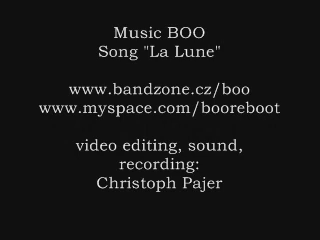 Music BOO
Song "La Lune"
www.bandzone.cz/boo
www.myspace.com/booreboot
video editing, sound,
recording:
Christoph Pajer